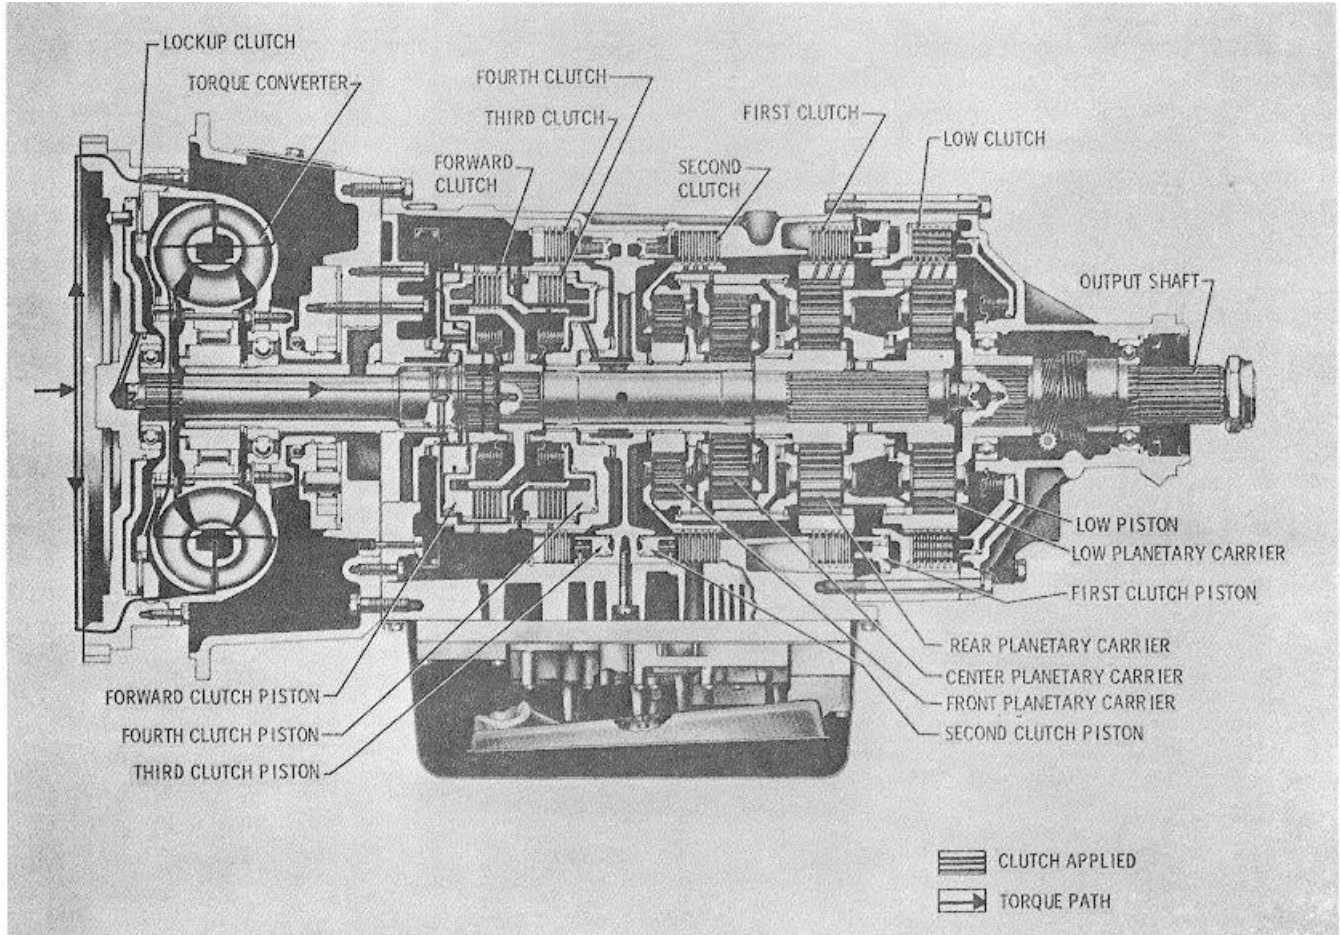 LOCKUP CLUTCH
TORQUE CONVERTER
FOURTH CLUTCH
THIRD CLUTCH
FORWARD
CLUTCH
FIRST CLUTCH
SECOND
CLUTCH
LOW CLUTCH
OUTPUT SHAFT
LOW PISTON
LOW PLANETARY CARRIER
FIRST CLUTCH PISTON
REAR PLANETARY CARRIER
CENTER PLANETARY CARRIER
FRONT PLANETARY CARRIER
SECOND CLUTCH PISTON
FORWARD CLUTCH PISTON
FOURTH CLUTCH PISTON
THIRD CLUTCH PISTON
CLUTCH APPLIED
TORQUE PATH